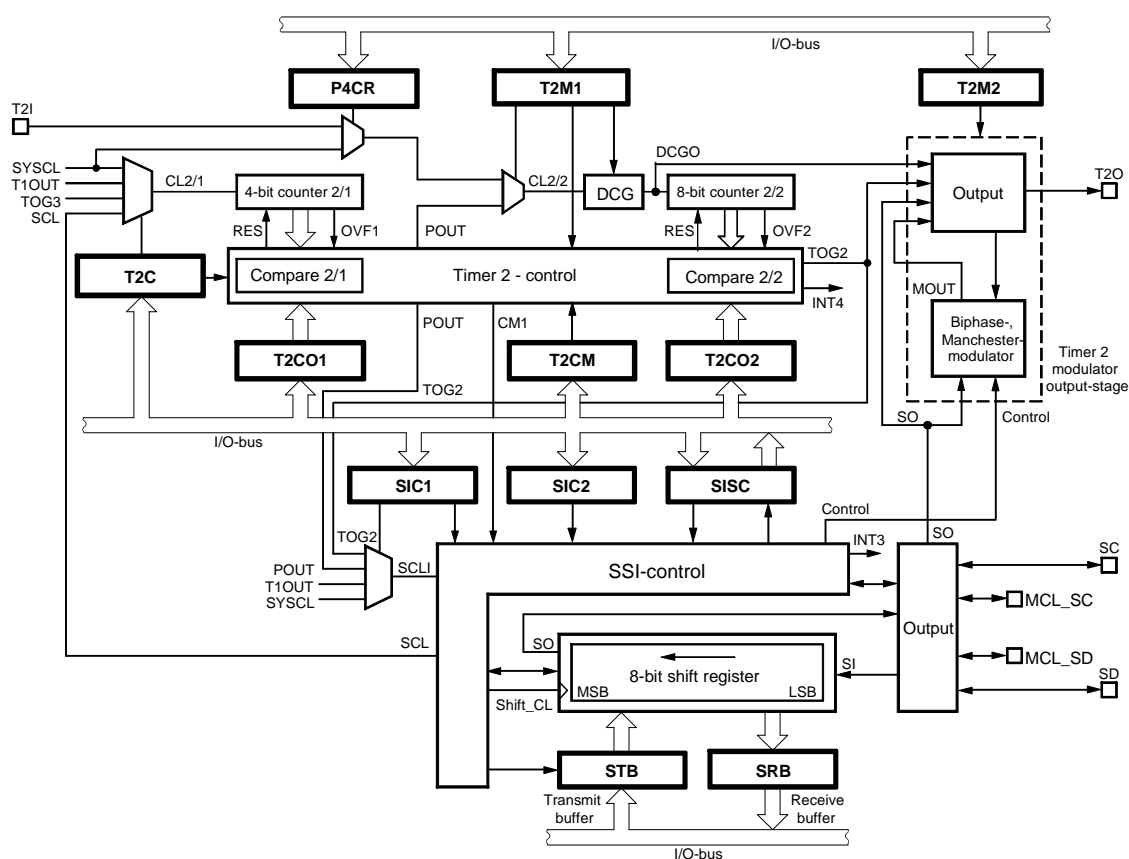 I/O-bus
P4CR
T2M1
T2M2
T2I
SYSCL
T1OUT
TOG3
SCL
CL2/1
4-bit counter 2/1
RES
OVF1
POUT
CL2/2
DCG
DCGO
8-bit counter 2/2
RES
OVF2
TOG2
Output
T2O
T2C
Compare 2/1
Timer 2 - control
Compare 2/2
INT4
MOUT
Biphase-,
Manchester-
modulator
Timer 2
modulator
output-stage
POUT
CM1
T2CO1
T2CM
T2CO2
TOG2
SO
Control
I/O-bus
SIC1
SIC2
SISC
Control
TOG2
POUT
T1OUT
SYSCL
SCLI
SSI-control
INT3
SO
SC
MCL_SC
Output
MCL_SD
SD
SCL
SO
8-bit shift register
MSB
LSB
SI
Shift_CL
STB
SRB
Transmit
buffer
Receive
buffer
I/O-bus